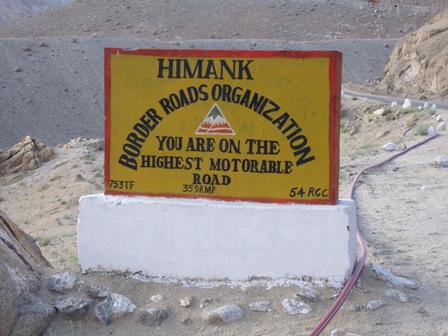 HIMANK
BORDER ROADS ORGANIZATION
YOU ARE ON THE
HIGHEST MOTORABLE
ROAD
753TF 359RMP 54 RCC